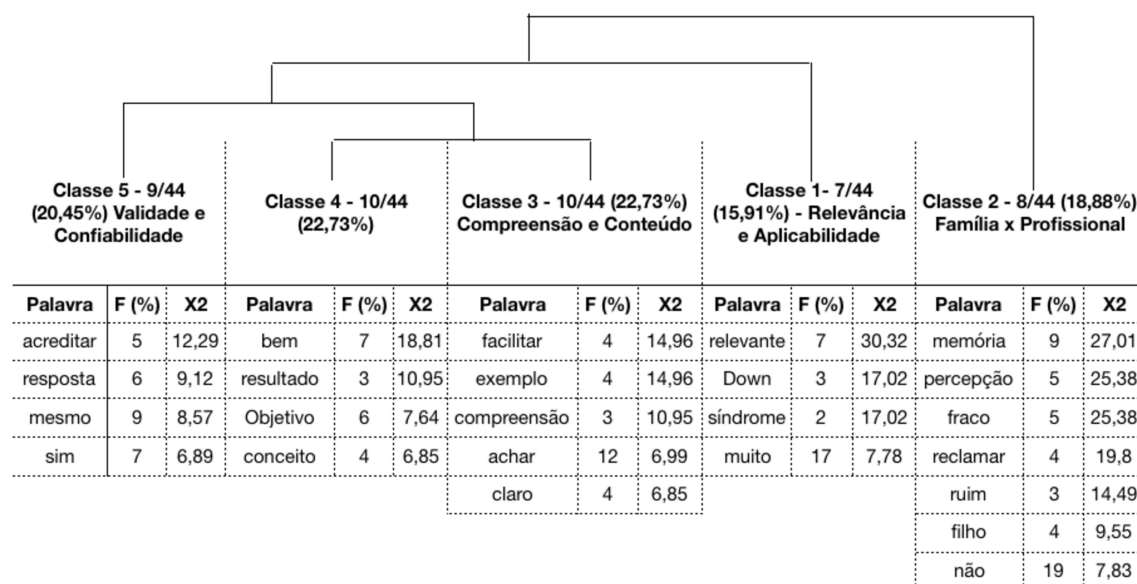 Classe 5 - 9/44
(20,45%) Validade e
Confiabilidade
Classe 4 - 10/44
(22,73%)
Classe 3 - 10/44 (22,73%)
Compreensão e Conteúdo
Classe 1- 7/44
(15,91%) - Relevância
e Aplicabilidade
Classe 2 - 8/44 (18,88%)
Família x Profissional
Palavra F (%) X2 Palavra F (%) X2 Palavra F (%) X2 Palavra F (%) X2 Palavra F (%) X2
acreditar 5 12,29 bem 7 18,81 facilitar 4 14,96 relevante 7 30,32 memória 9 27,01
resposta 6 9,12 resultado 3 10,95 exemplo 4 14,96 Down 3 17,02 percepção 5 25,38
mesmo 9 8,57 Objetivo 6 7,64 compreensão 3 10,95 síndrome 2 17,02 fraco 5 25,38
sim 7 6,89 conceito 4 6,85 achar 12 6,99 muito 17 7,78 reclamar 4 19,8
claro 4 6,85 ruim 3 14,49
filho 4 9,55
não 19 7,83